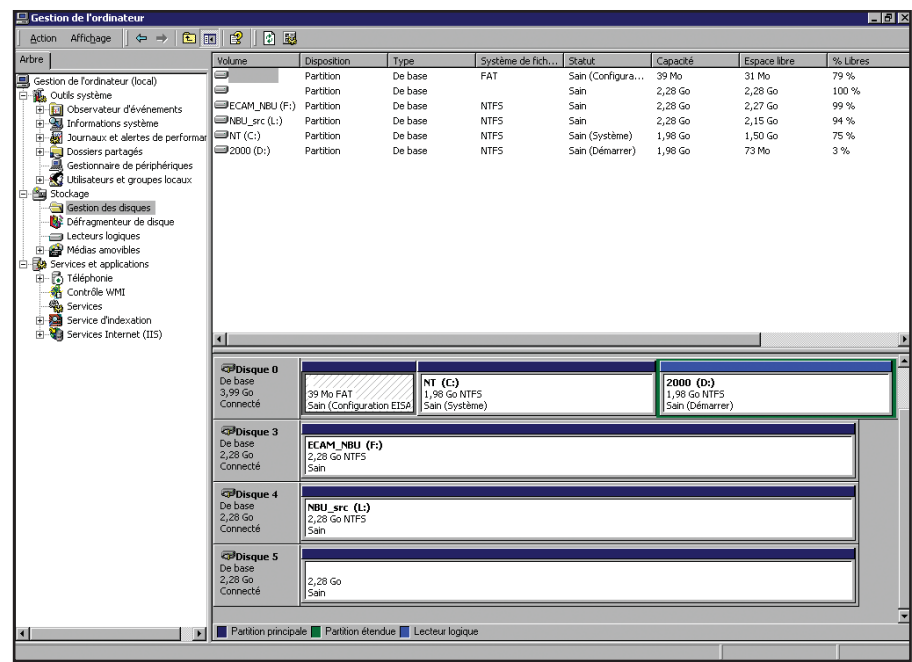 Gestion de l'ordinateur
Action Affichage
Arbre
Gestion de l'ordinateur (local)
Outils système
Observateur d'événements
Informations système
Journaux et alertes de performar
Dossiers partagés
Gestionnaire de périphériques
Utilisateurs et groupes locaux
Stockage
Gestion des disques
Défragmenteur de disque
Lecteurs logiques
Médias amovibles
Services et applications
Téléphonie
Contrôle WMI
Services
Service d'indexation
Services Internet (IIS)
Volume Disposition Type Système de fich... Statut Capacité Espace libre % Libres
Partition De base FAT Sain (Configura... 39 Mo 31 Mo 79 %
Partition De base Sain 2,28 Go 2,28 Go 100 %
ECAM_NBU (F:) Partition De base NTFS Sain 2,28 Go 2,27 Go 99 %
NBU_src (L:) Partition De base NTFS Sain 2,28 Go 2,15 Go 94 %
NT (C:) Partition De base NTFS Sain (Système) 1,98 Go 1,50 Go 75 %
2000 (D:) Partition De base NTFS Sain (Démarrer) 1,98 Go 73 Mo 3 %
Disque 0
De base
3,99 Go
Connecté
39 Mo FAT
Sain (Configuration EISA
NT (C:)
1,98 Go NTFS
Sain (Système)
2000 (D:)
1,98 Go NTFS
Sain (Démarrer)
Disque 3
De base
2,28 Go
Connecté
ECAM_NBU (F:)
2,28 Go NTFS
Sain
Disque 4
De base
2,28 Go
Connecté
NBU_src (L:)
2,28 Go NTFS
Sain
Disque 5
De base
2,28 Go
Connecté
2,28 Go
Sain
Partition principale Partition étendue Lecteur logique